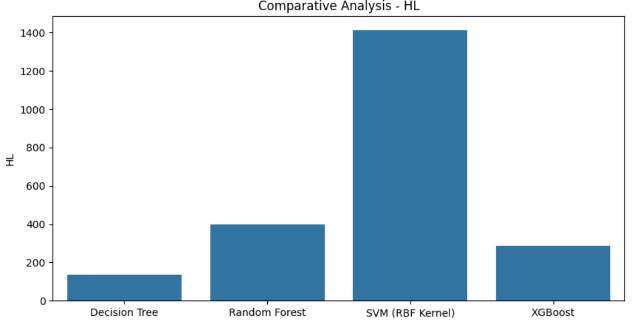 Comparative Analysis - HL
1400
1200
1000
800
600
400
200
0
HL
Decision Tree
Random Forest
SVM (RBF Kernel)
XGBoost